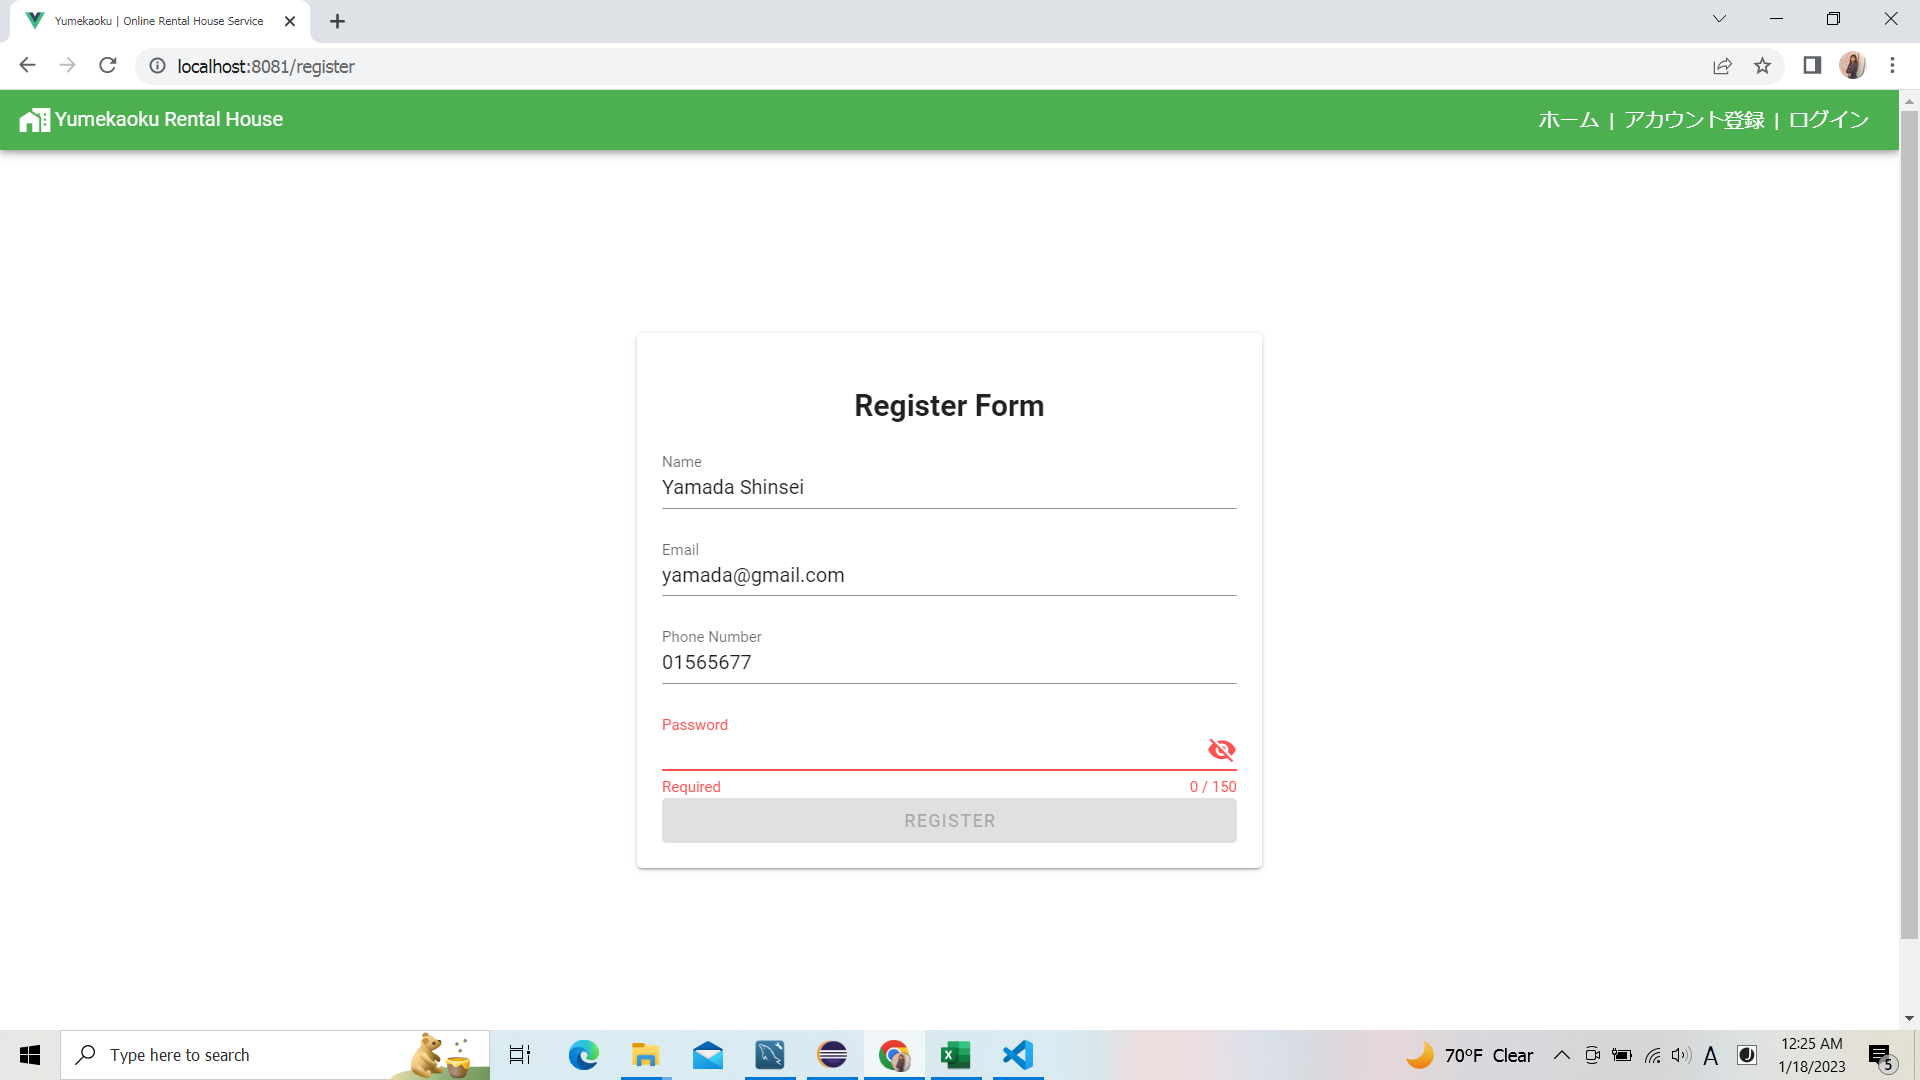 Yumekaoku | Online Rental House Service
localhost:8081/register
Yumekaoku Rental House
ホーム | アカウント登録 | ログイン
Register Form
Name
Yamada Shinsei
Email
yamada@gmail.com
Phone Number
01565677
Password
Required 0 / 150
REGISTER
Type here to search
70°F Clear
A
12:25 AM
1/18/2023
5